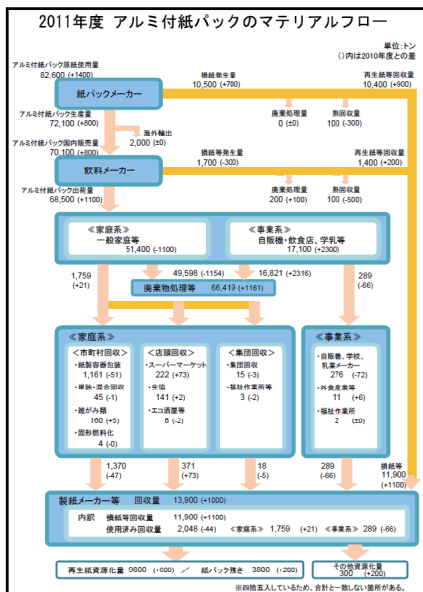 2011年度 アルミ付紙パックのマテリアルフロー
単位:トン
()内は2010年度との差
アルミ付紙パック原紙使用量
82,600 (+1400)
損紙発生量
10,500 (+700)
再生紙等回収量
10,400 (+900)
紙パックメーカー
アルミ付紙パック生産量
72,100 (+800)
海外輸出
2,000 (±0)
廃棄処理量
0 (±0)
熱回収量
100 (-300)
アルミ付紙パック国内販売量
70,100 (+800)
損紙等発生量
1,700 (-300)
再生紙等回収量
1,400 (+200)
飲料メーカー
アルミ付紙パック出荷量
68,500 (+1100)
廃棄処理量
200 (+100)
熱回収量
100 (-500)
≪家庭系≫
一般家庭等
51,400 (-1100)
≪事業系≫
自販機・飲食店、学乳等
17,100 (+2300)
1,759
(+21)
49,598 (-1154)
16,821 (+2316)
289
(-66)
廃棄物処理等 66,419 (+1161)
≪家庭系≫
<市町村回収>
・紙製容器包装
1,161 (-51)
・単独・混合回収
45 (-1)
・雑がみ類
160 (+5)
・固形燃料化
4 (-0)
<店頭回収>
・スーパーマーケット
222 (+73)
・生協
141 (+2)
・エコ酒屋等
8 (-2)
<集団回収>
・集団回収
15 (-3)
・福祉作業所等
3 (-2)
≪事業系≫
・自販機、学校、
乳業メーカー
276 (-72)
・外食産業等
11 (+6)
・福祉作業所
2 (±0)
1,370
(-47)
371
(+73)
18
(-5)
289
(-66)
損紙等
11,900
(+1100)
製紙メーカー等 回収量 13,900 (+1000)
内訳 損紙等回収量 11,900 (+1100)
使用済み回収量 2,048 (-44) ≪家庭系≫ 1,759 (+21) ≪事業系≫ 289 (-66)
再生紙資源化量 9800 (+600) / 紙パック残さ 3800 (+200)
その他資源化量
300 (+200)
※四捨五入しているため、合計と一致しない箇所がある。